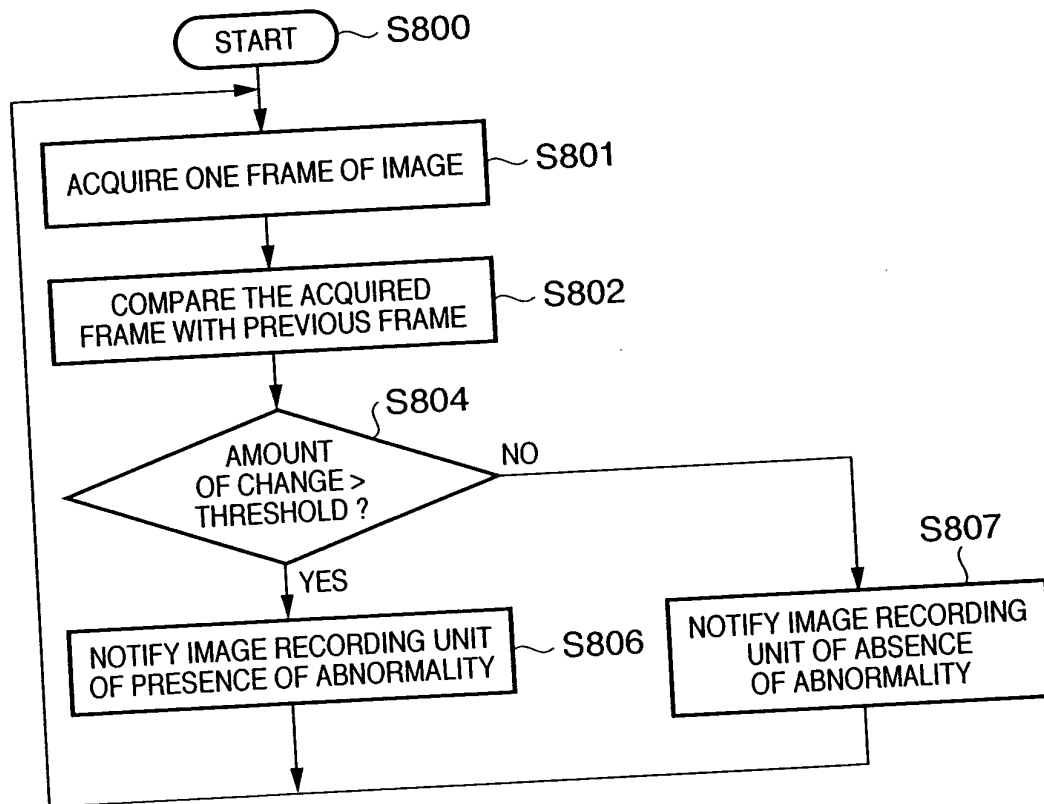 START
S800
ACQUIRE ONE FRAME OF IMAGE
S801
COMPARE THE ACQUIRED
FRAME WITH PREVIOUS FRAME
S802
S804
AMOUNT
OF CHANGE >
THRESHOLD ?
NO
YES
NOTIFY IMAGE RECORDING UNIT
OF PRESENCE OF ABNORMALITY
S806
S807
NOTIFY IMAGE RECORDING
UNIT OF ABSENCE
OF ABNORMALITY